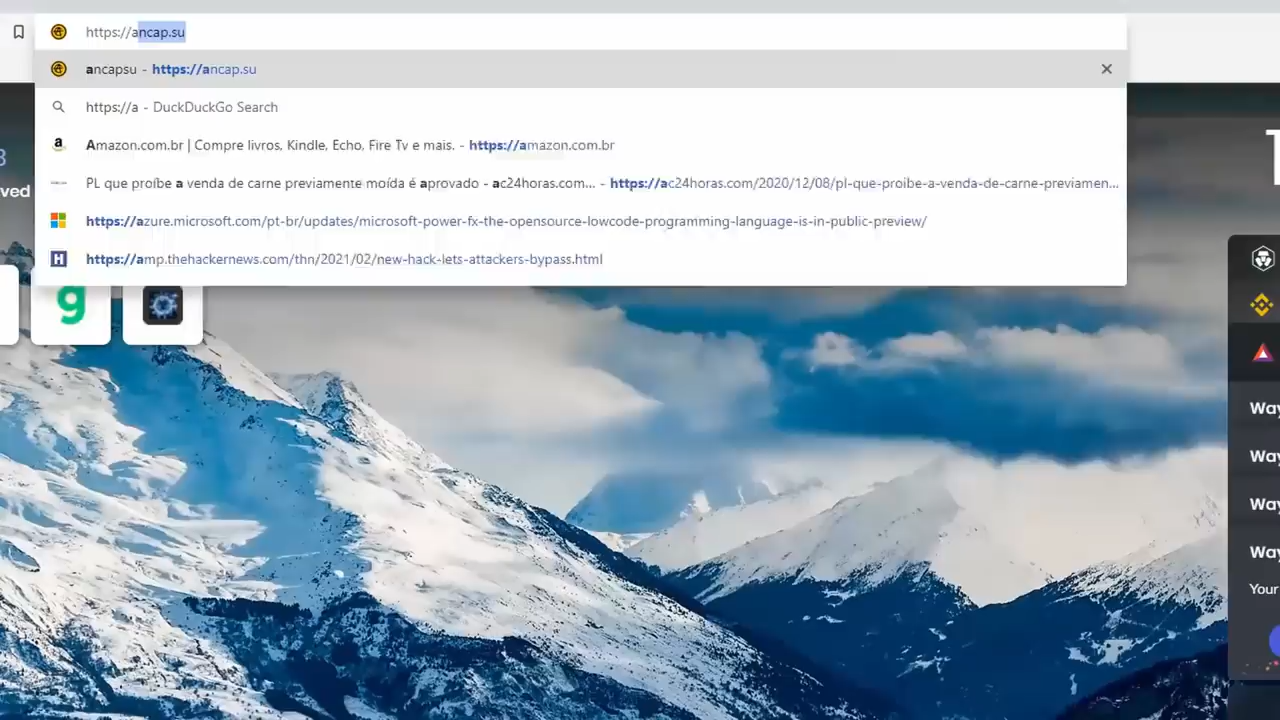 https://ancap.su
ancapsu - https://ancap.su
https://a - DuckDuckGo Search
Amazon.com.br | Compre livros, Kindle, Echo, Fire Tv e mais. - https://amazon.com.br
PL que proíbe a venda de carne previamente moída é aprovado - ac24horas.com... - https://ac24horas.com/2020/12/08/pl-que-proibe-a-venda-de-carne-previamen...
https://azure.microsoft.com/pt-br/updates/microsoft-power-fx-the-opensource-lowcode-programming-language-is-in-public-preview/
https://amp.thehackernews.com/thn/2021/02/new-hack-lets-attackers-bypass.html
ved
g
Way
Way
Way
Way
Your